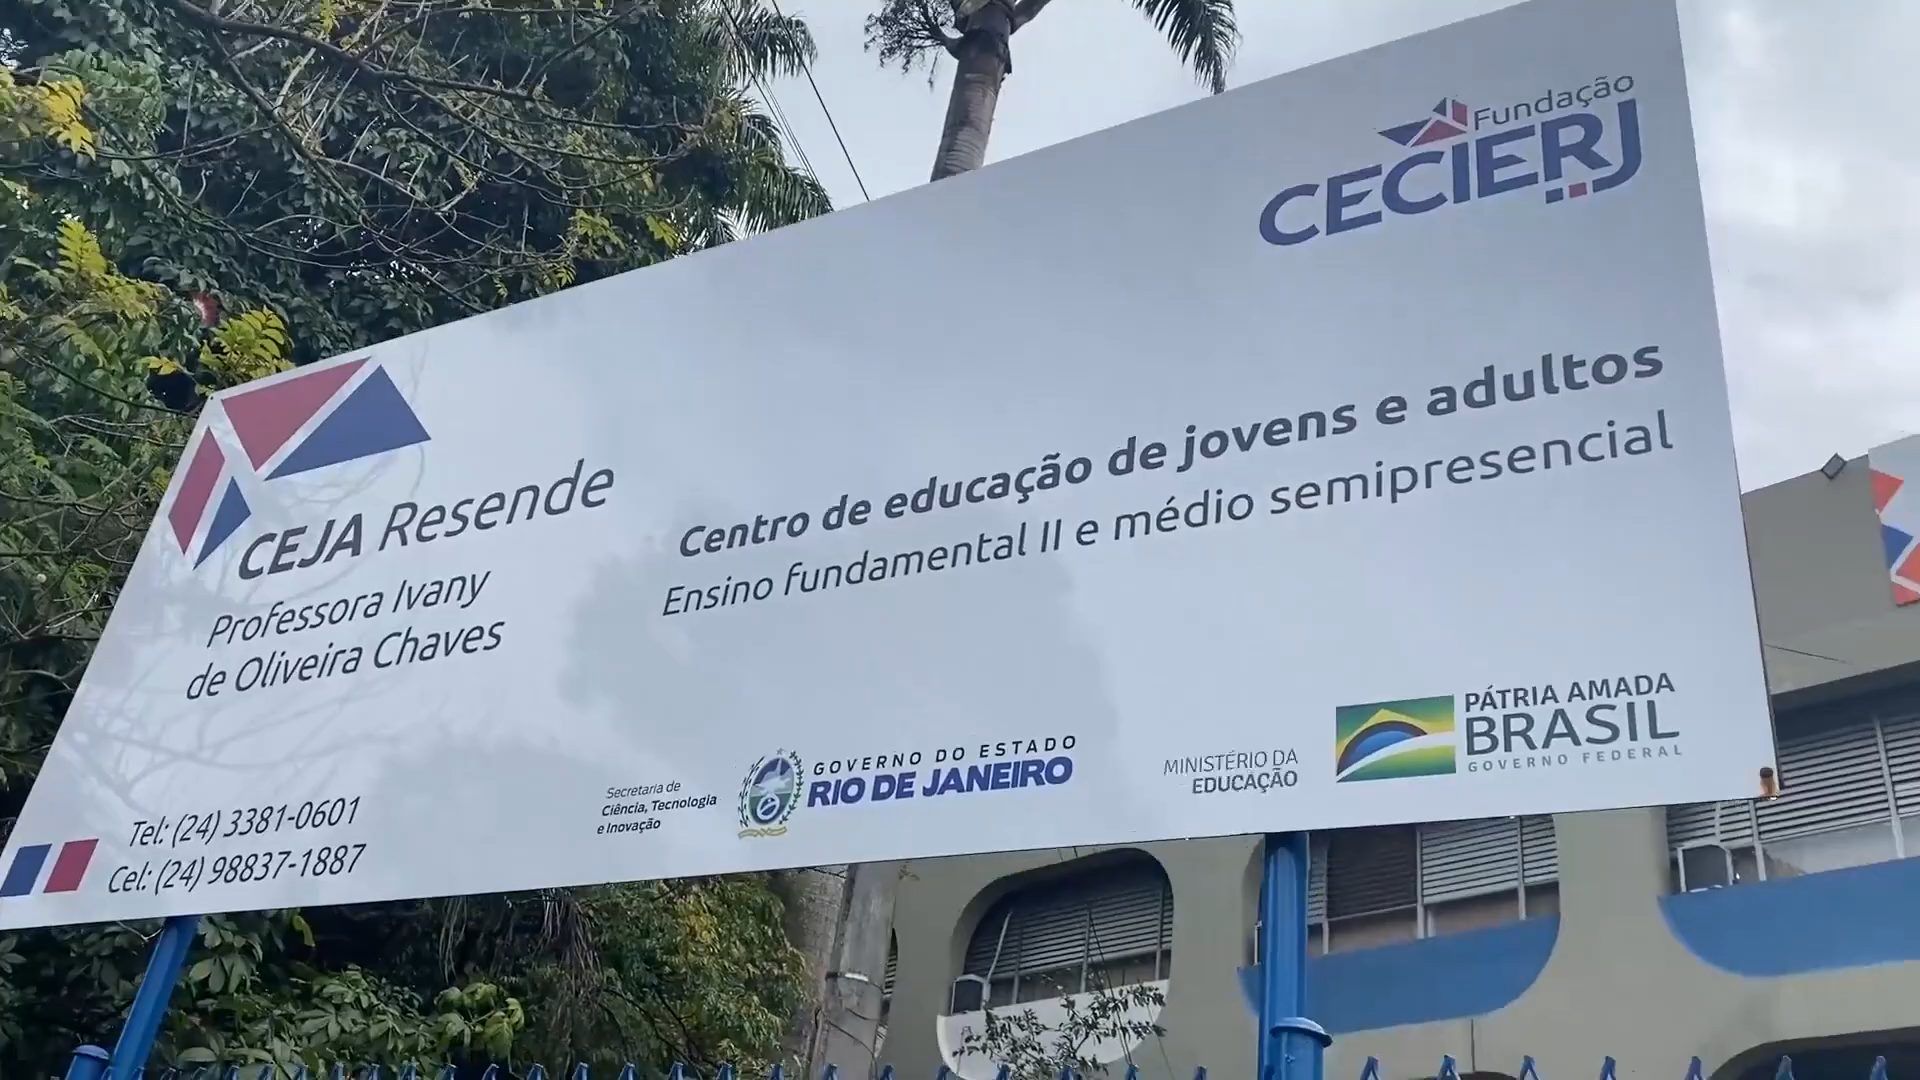 Fundação
CECIERJ
CEJA Resende
Professora Ivany
de Oliveira Chaves
Centro de educação de jovens e adultos
Ensino fundamental II e médio semipresencial
Tel: (24) 3381-0601
Cel: (24) 98837-1887
Secretaria de
Ciência, Tecnologia
e Inovação
GOVERNO DO ESTADO
RIO DE JANEIRO
MINISTÉRIO DA
EDUCAÇÃO
PÁTRIA AMADA
BRASIL
GOVERNO FEDERAL